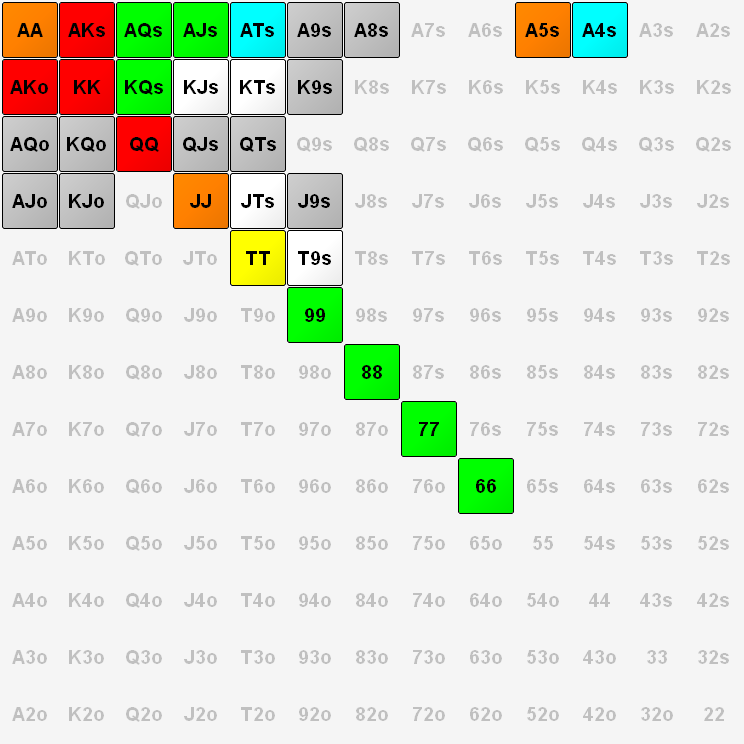 AA AKs AQs AJs ATs A9s A8s A7s A6s A5s A4s A3s A2s
AKo KK KQs KJs KTs K9s K8s K7s K6s K5s K4s K3s K2s
AQo KQo QQ QJs QTs Q9s Q8s Q7s Q6s Q5s Q4s Q3s Q2s
AJo KJo QJo JJ JTs J9s J8s J7s J6s J5s J4s J3s J2s
ATo KTo QTo JTo TT T9s T8s T7s T6s T5s T4s T3s T2s
A9o K9o Q9o J9o T9o 99 98s 97s 96s 95s 94s 93s 92s
A8o K8o Q8o J8o T8o 98o 88 87s 86s 85s 84s 83s 82s
A7o K7o Q7o J7o T7o 97o 87o 77 76s 75s 74s 73s 72s
A6o K6o Q6o J6o T6o 96o 86o 76o 66 65s 64s 63s 62s
A5o K5o Q5o J5o T5o 95o 85o 75o 65o 55 54s 53s 52s
A4o K4o Q4o J4o T4o 94o 84o 74o 64o 54o 44 43s 42s
A3o K3o Q3o J3o T3o 93o 83o 73o 63o 53o 43o 33 32s
A2o K2o Q2o J2o T2o 92o 82o 72o 62o 52o 42o 32o 22